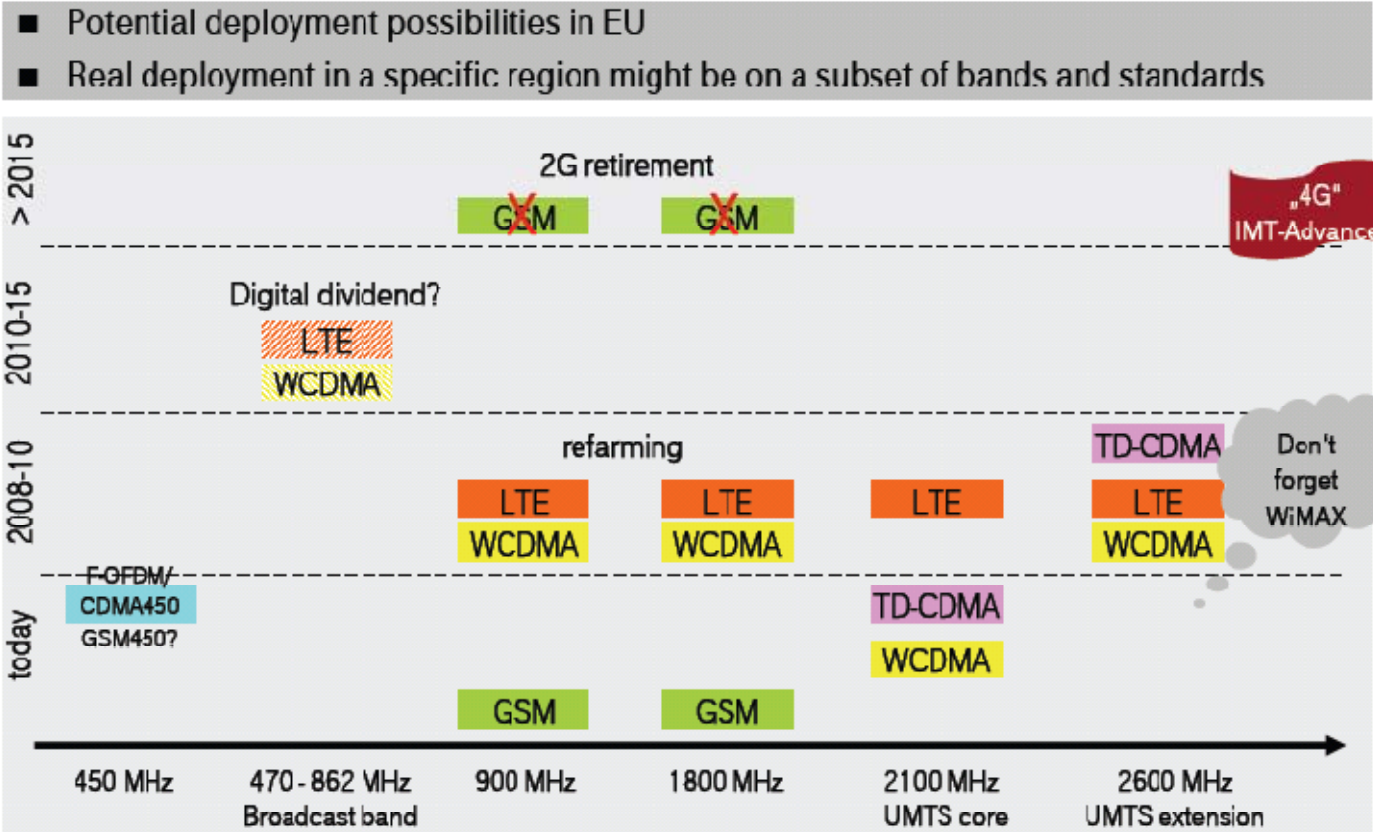 ■ Potential deployment possibilities in EU
■ Real deployment in a specific region might be on a subset of bands and standards
> 2015
2G retirement
GSM GSM
„4G"
IMT-Advance
2010-15
Digital dividend?
LTE
WCDMA
2008-10
refarming
TD-CDMA
LTE LTE LTE LTE
WCDMA WCDMA WCDMA
Don't
forget
WiMAX
today
F-OFDM/
CDMA450
GSM450?
TD-CDMA
WCDMA
GSM GSM
450 MHz 470-862 MHz 900 MHz 1800 MHz 2100 MHz 2600 MHz
Broadcast band UMTS core UMTS extension